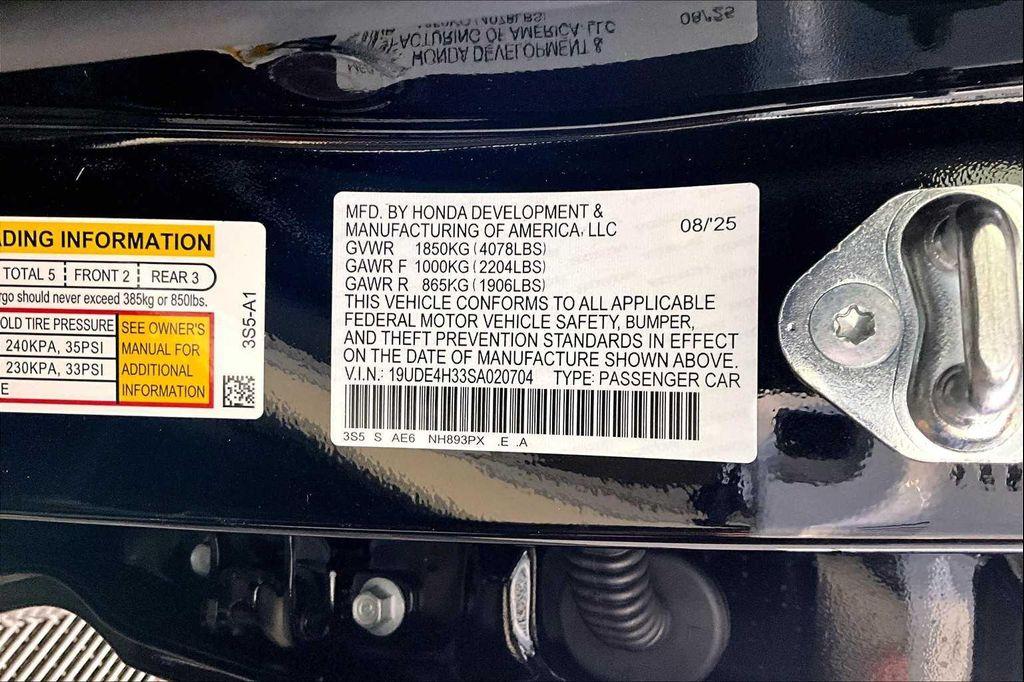 ADING INFORMATION
TOTAL 5 FRONT 2 REAR 3
rgo should never exceed 385kg or 850lbs.
OLD TIRE PRESSURE
240KPA, 35PSI
230KPA, 33PSI
E
SEE OWNER'S
MANUAL FOR
ADDITIONAL
INFORMATION
3S5-A1
MFD. BY HONDA DEVELOPMENT &
MANUFACTURING OF AMERICA, LLC 08/'25
GVWR 1850KG (4078LBS)
GAWR F 1000KG (2204LBS)
GAWR R 865KG (1906LBS)
THIS VEHICLE CONFORMS TO ALL APPLICABLE
FEDERAL MOTOR VEHICLE SAFETY, BUMPER,
AND THEFT PREVENTION STANDARDS IN EFFECT
ON THE DATE OF MANUFACTURE SHOWN ABOVE.
V.I.N.: 19UDE4H33SA020704 TYPE: PASSENGER CAR
3S5 S AE6 NH893PX .E .A